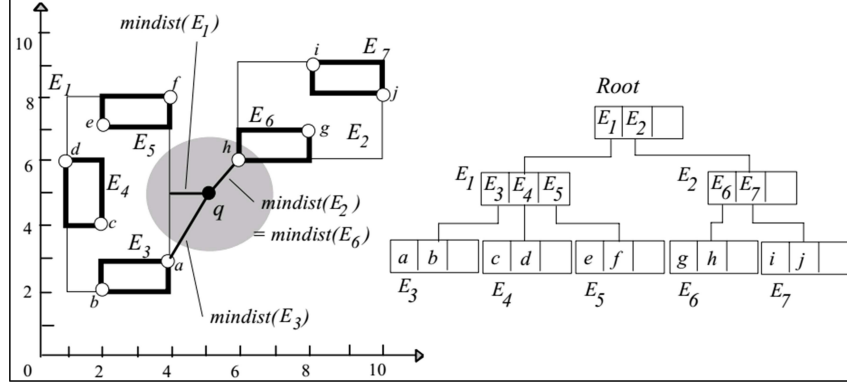 mindist(E1)
10
i
E7
E1
f
8
j
e
E6
g
E5
h
E2
d
6
E4
q
mindist(E2)
c
4
= mindist(E6)
E3
a
b
2
mindist(E3)
0
2
4
6
8
10
Root
E1 E2
E1 E3 E4 E5
E2 E6 E7
a b
c d
e f
g h
i j
E3
E4
E5
E6
E7